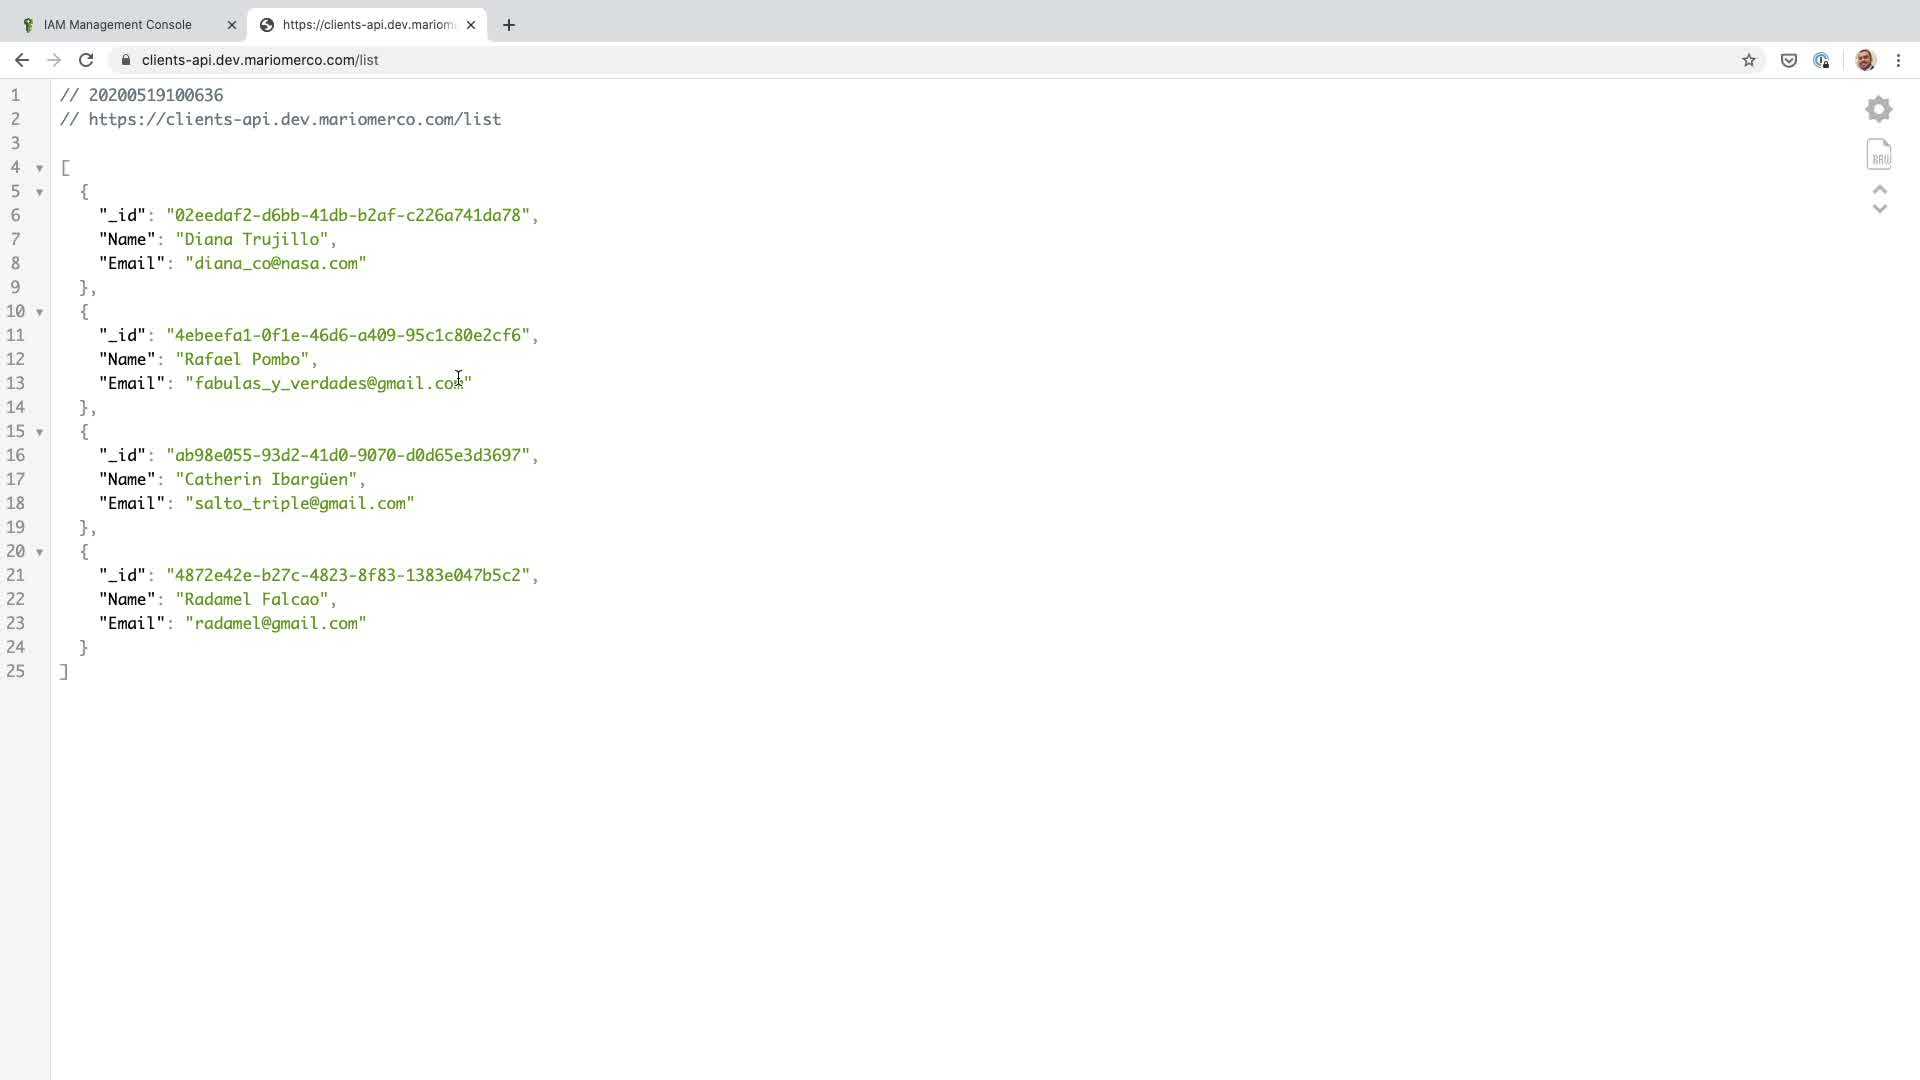 IAM Management Console
https://clients-api.dev.mariom
clients-api.dev.mariomerco.com/list
1 // 20200519100636
2 // https://clients-api.dev.mariomerco.com/list
3
4 [
5 {
6 "_id": "02eedaf2-d6bb-41db-b2af-c226a741da78",
7 "Name": "Diana Trujillo",
8 "Email": "diana_co@nasa.com"
9 },
10 {
11 "_id": "4ebeefa1-0f1e-46d6-a409-95c1c80e2cf6",
12 "Name": "Rafael Pombo",
13 "Email": "fabulas_y_verdades@gmail.com"
14 },
15 {
16 "_id": "ab98e055-93d2-41d0-9070-d0d65e3d3697",
17 "Name": "Catherin Ibargüen",
18 "Email": "salto_triple@gmail.com"
19 },
20 {
21 "_id": "4872e42e-b27c-4823-8f83-1383e047b5c2",
22 "Name": "Radamel Falcao",
23 "Email": "radamel@gmail.com"
24 }
25 ]
RAW